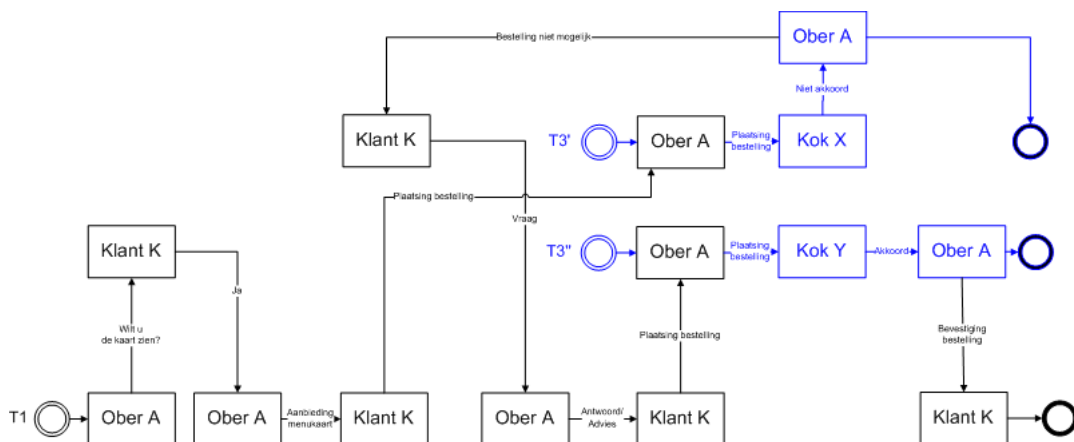 Bestelling niet mogelijk
Ober A
Niet akkoord
Klant K
T3'
Ober A
Plaatsing
bestelling
Kok X
Plaatsing bestelling
Vraag
Klant K
T3"
Ober A
Plaatsing
bestelling
Kok Y
Akkoord
Ober A
Ja
Wilt u
de kaart zien?
Plaatsing bestelling
Bevestiging
bestelling
T1
Ober A
Ober A
Aanbieding
menukaart
Klant K
Ober A
Antwoord/
Advies
Klant K
Klant K